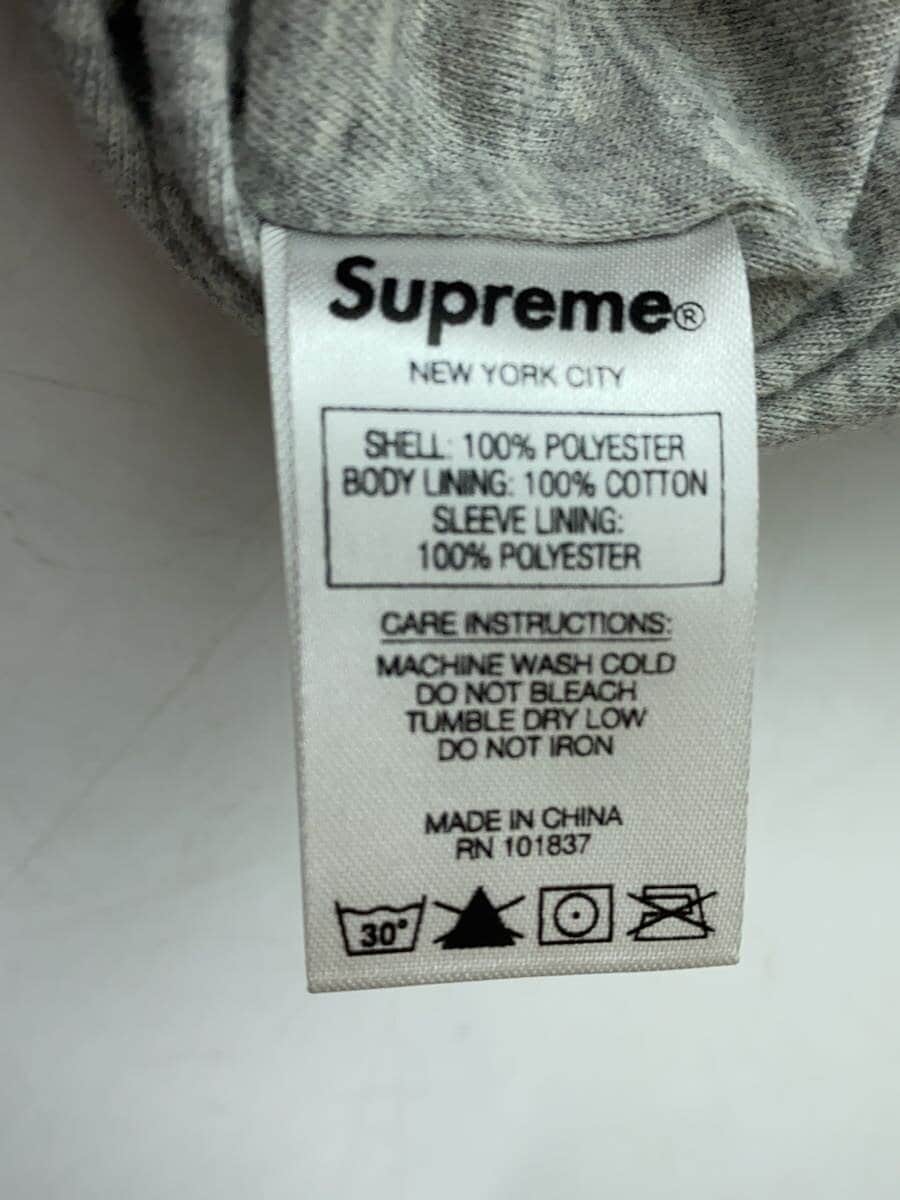 Supreme®
NEW YORK CITY
SHELL: 100% POLYESTER
BODY LINING: 100% COTTON
SLEEVE LINING:
100% POLYESTER
CARE INSTRUCTIONS:
MACHINE WASH COLD
DO NOT BLEACH
TUMBLE DRY LOW
DO NOT IRON
MADE IN CHINA
RN 101837
30°